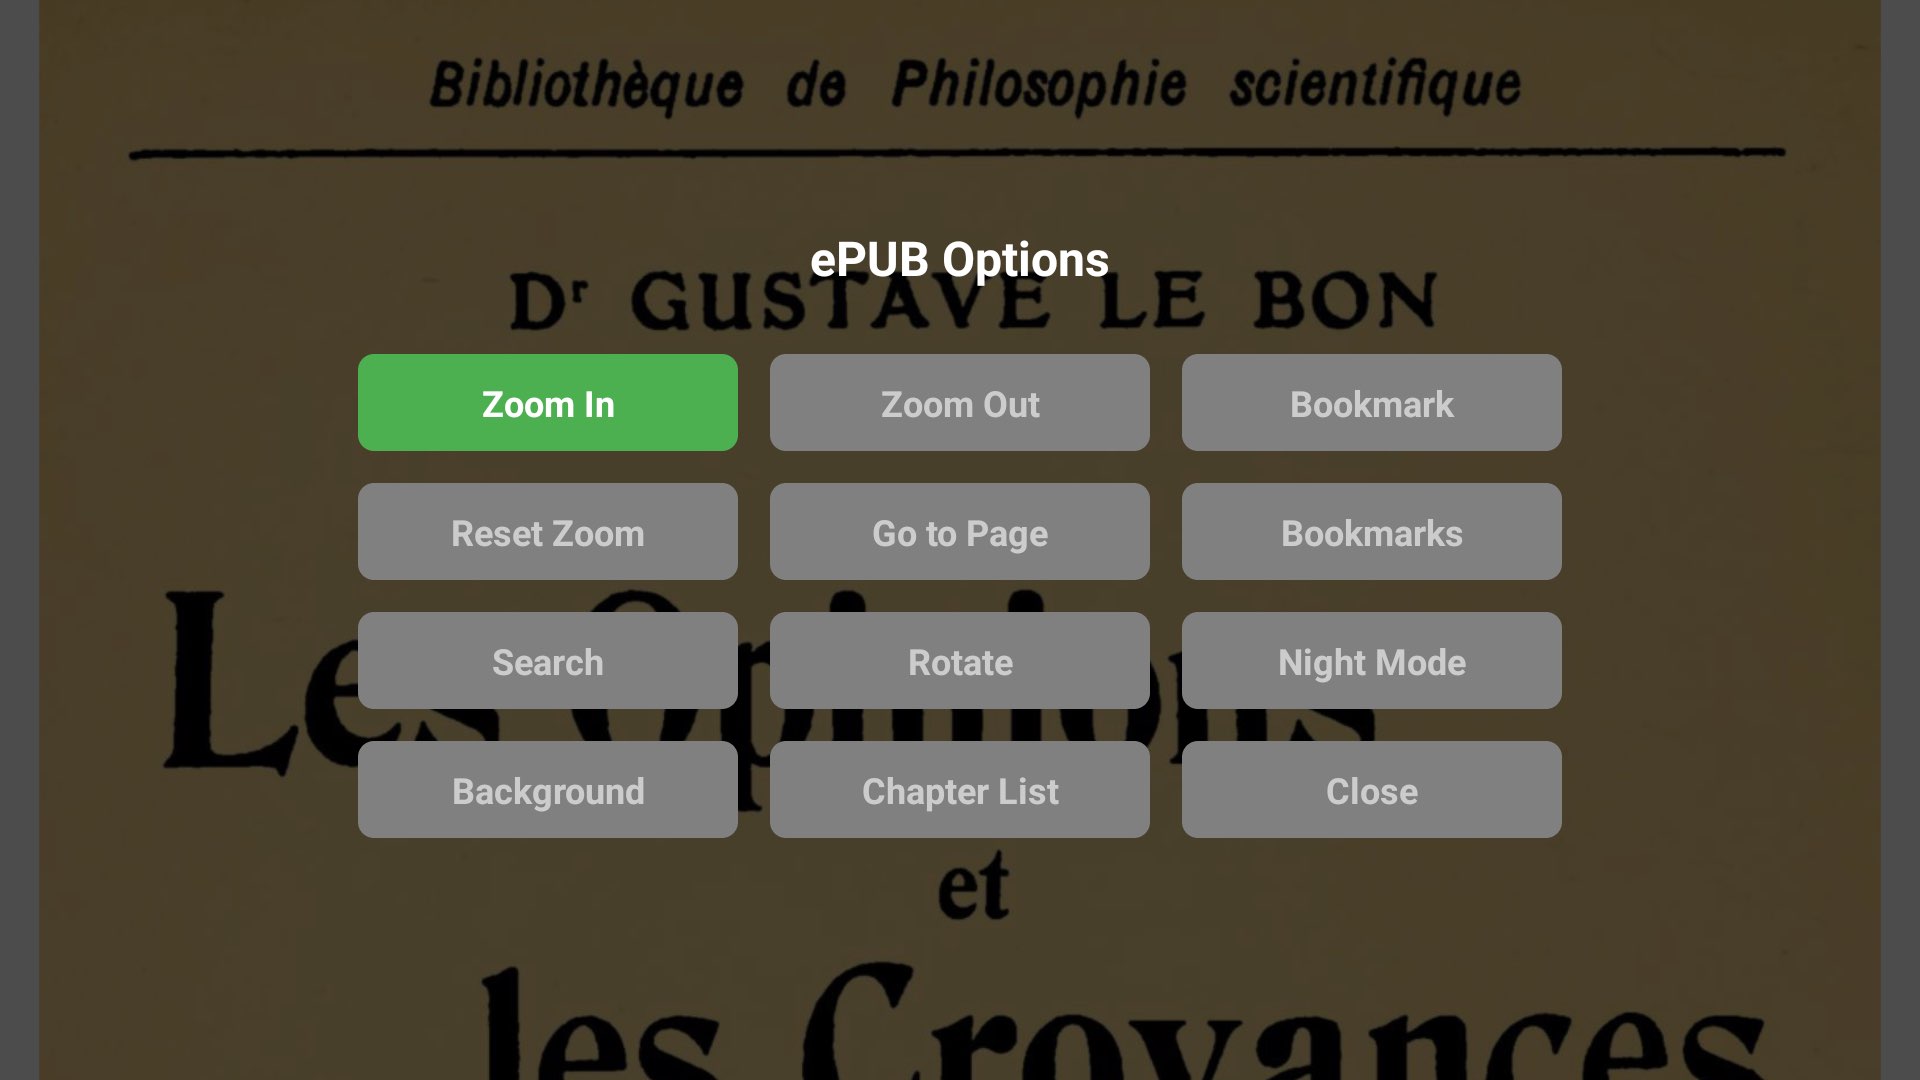 Bibliothèque de Philosophie scientifique
ePUB Options
Dr GUSTAVE LE BON
Zoom In
Zoom Out
Bookmark
Reset Zoom
Go to Page
Bookmarks
Les Opinions
Search
Rotate
Night Mode
Background
Chapter List
Close
et
les Croyances